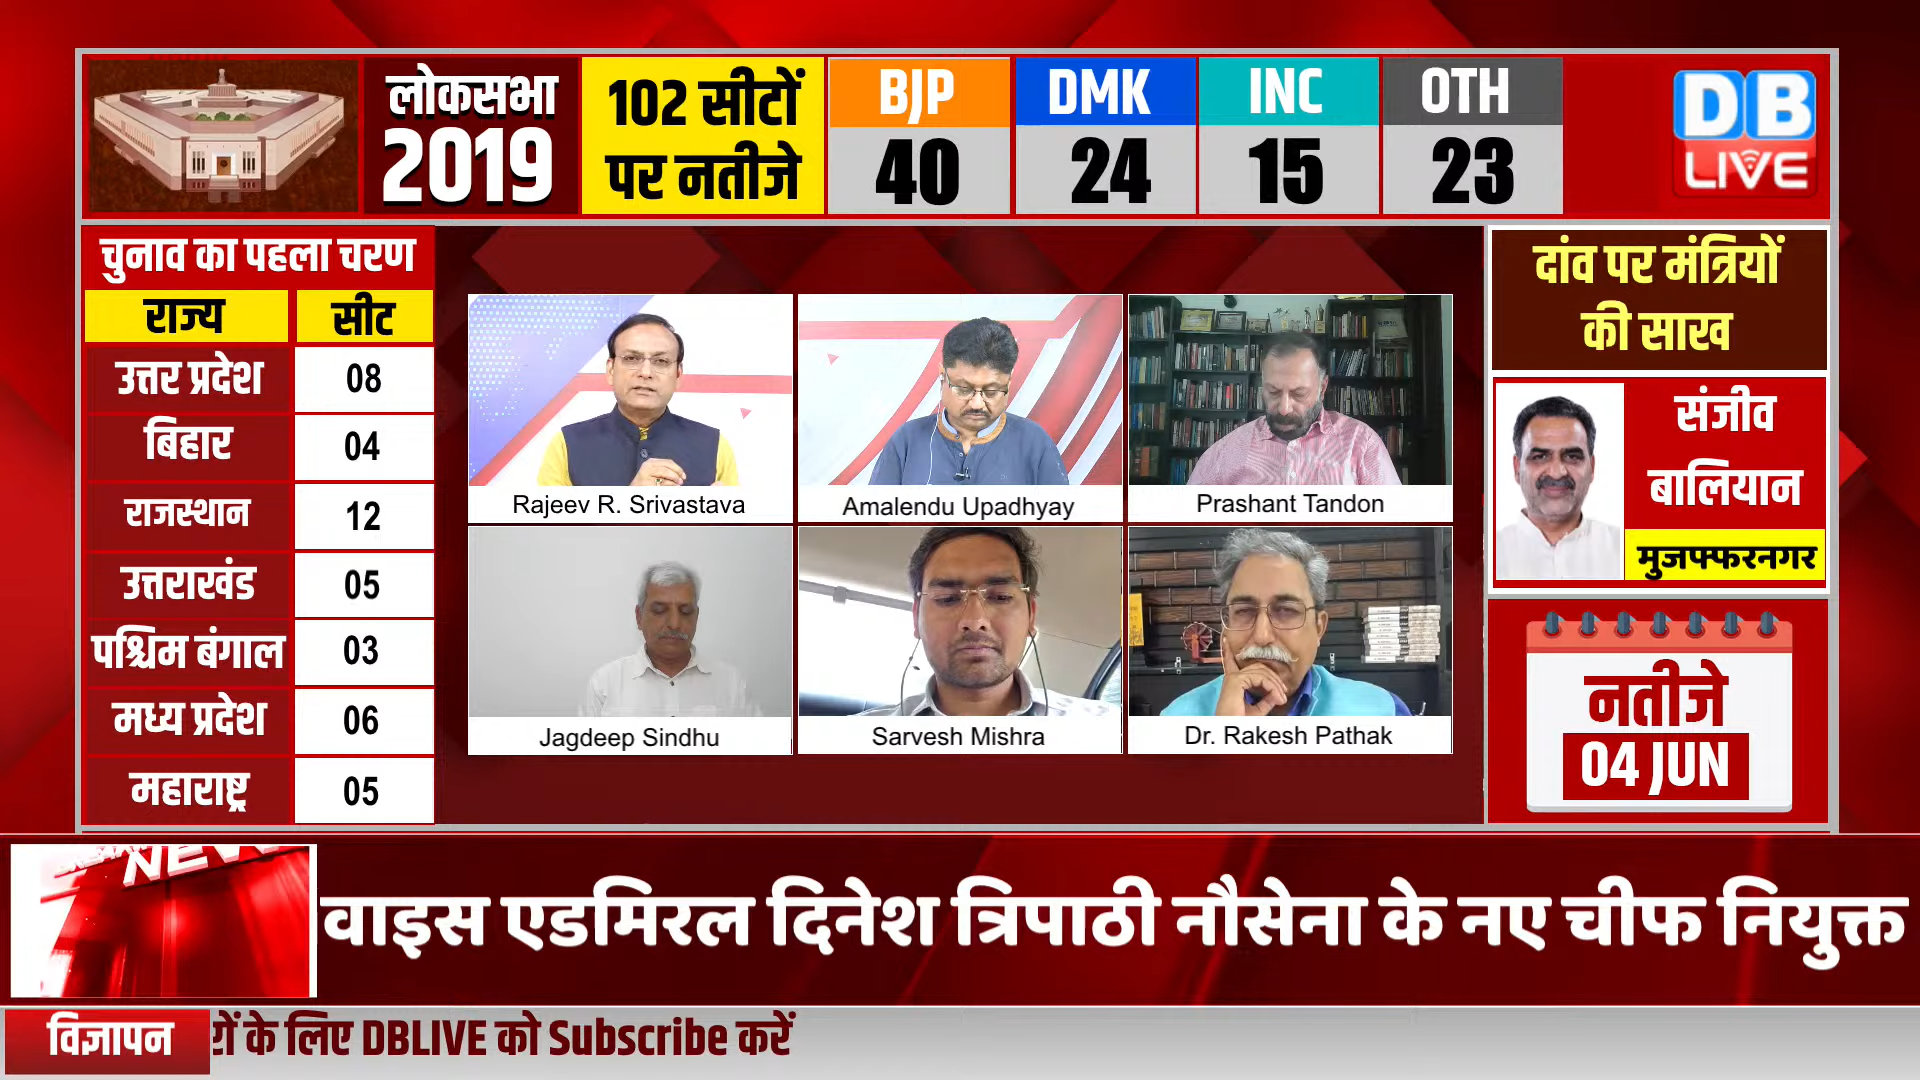 लोकसभा
2019
102 सीटों
पर नतीजे
BJP
40
DMK
24
INC
15
OTH
23
DB
LIVE
चुनाव का पहला चरण
राज्य सीट
उत्तर प्रदेश 08
बिहार 04
राजस्थान 12
उत्तराखंड 05
पश्चिम बंगाल 03
मध्य प्रदेश 06
महाराष्ट्र 05
Rajeev R. Srivastava
Amalendu Upadhyay
Prashant Tandon
Jagdeep Sindhu
Sarvesh Mishra
Dr. Rakesh Pathak
दांव पर मंत्रियों
की साख
संजीव
बालियान
मुजफ्फरनगर
नतीजे
04 JUN
NEW
वाइस एडमिरल दिनेश त्रिपाठी नौसेना के नए चीफ नियुक्त
विज्ञापन
के लिए DBLIVE को Subscribe करें